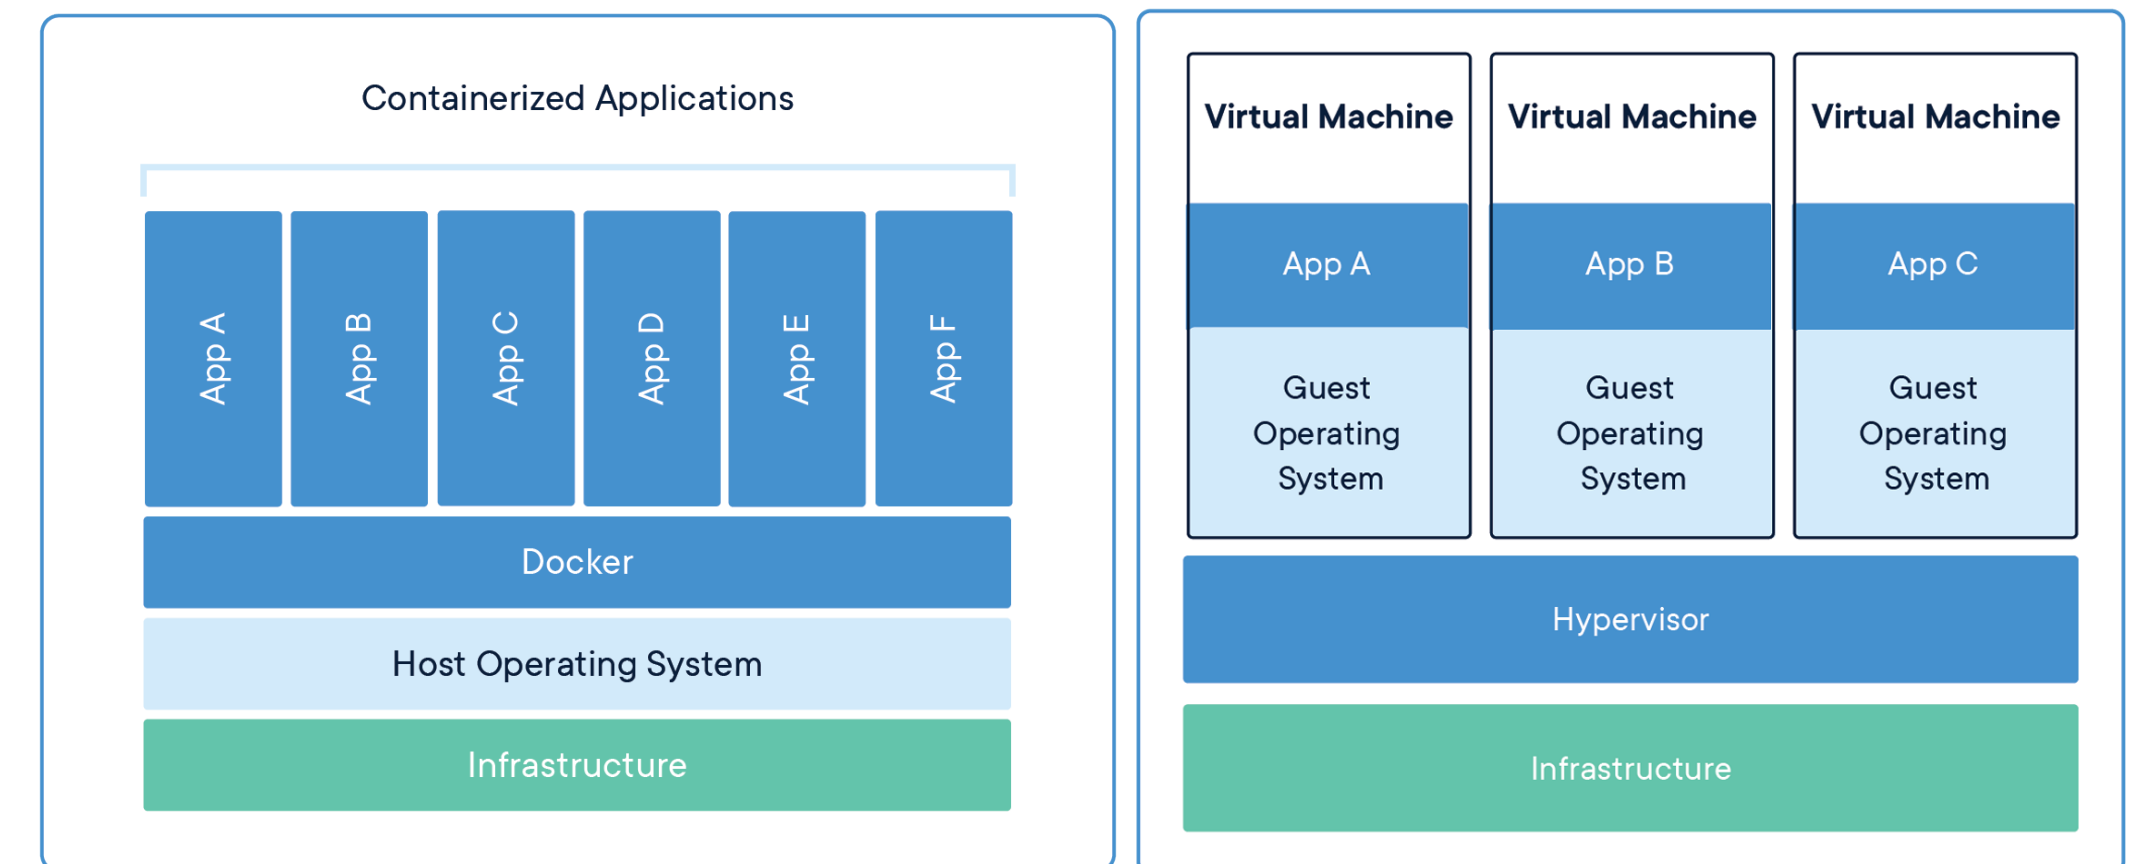 Containerized Applications
App A
App B
App C
App D
App E
App F
Docker
Host Operating System
Infrastructure
Virtual Machine
App A
Guest
Operating
System
Virtual Machine
App B
Guest
Operating
System
Virtual Machine
App C
Guest
Operating
System
Hypervisor
Infrastructure